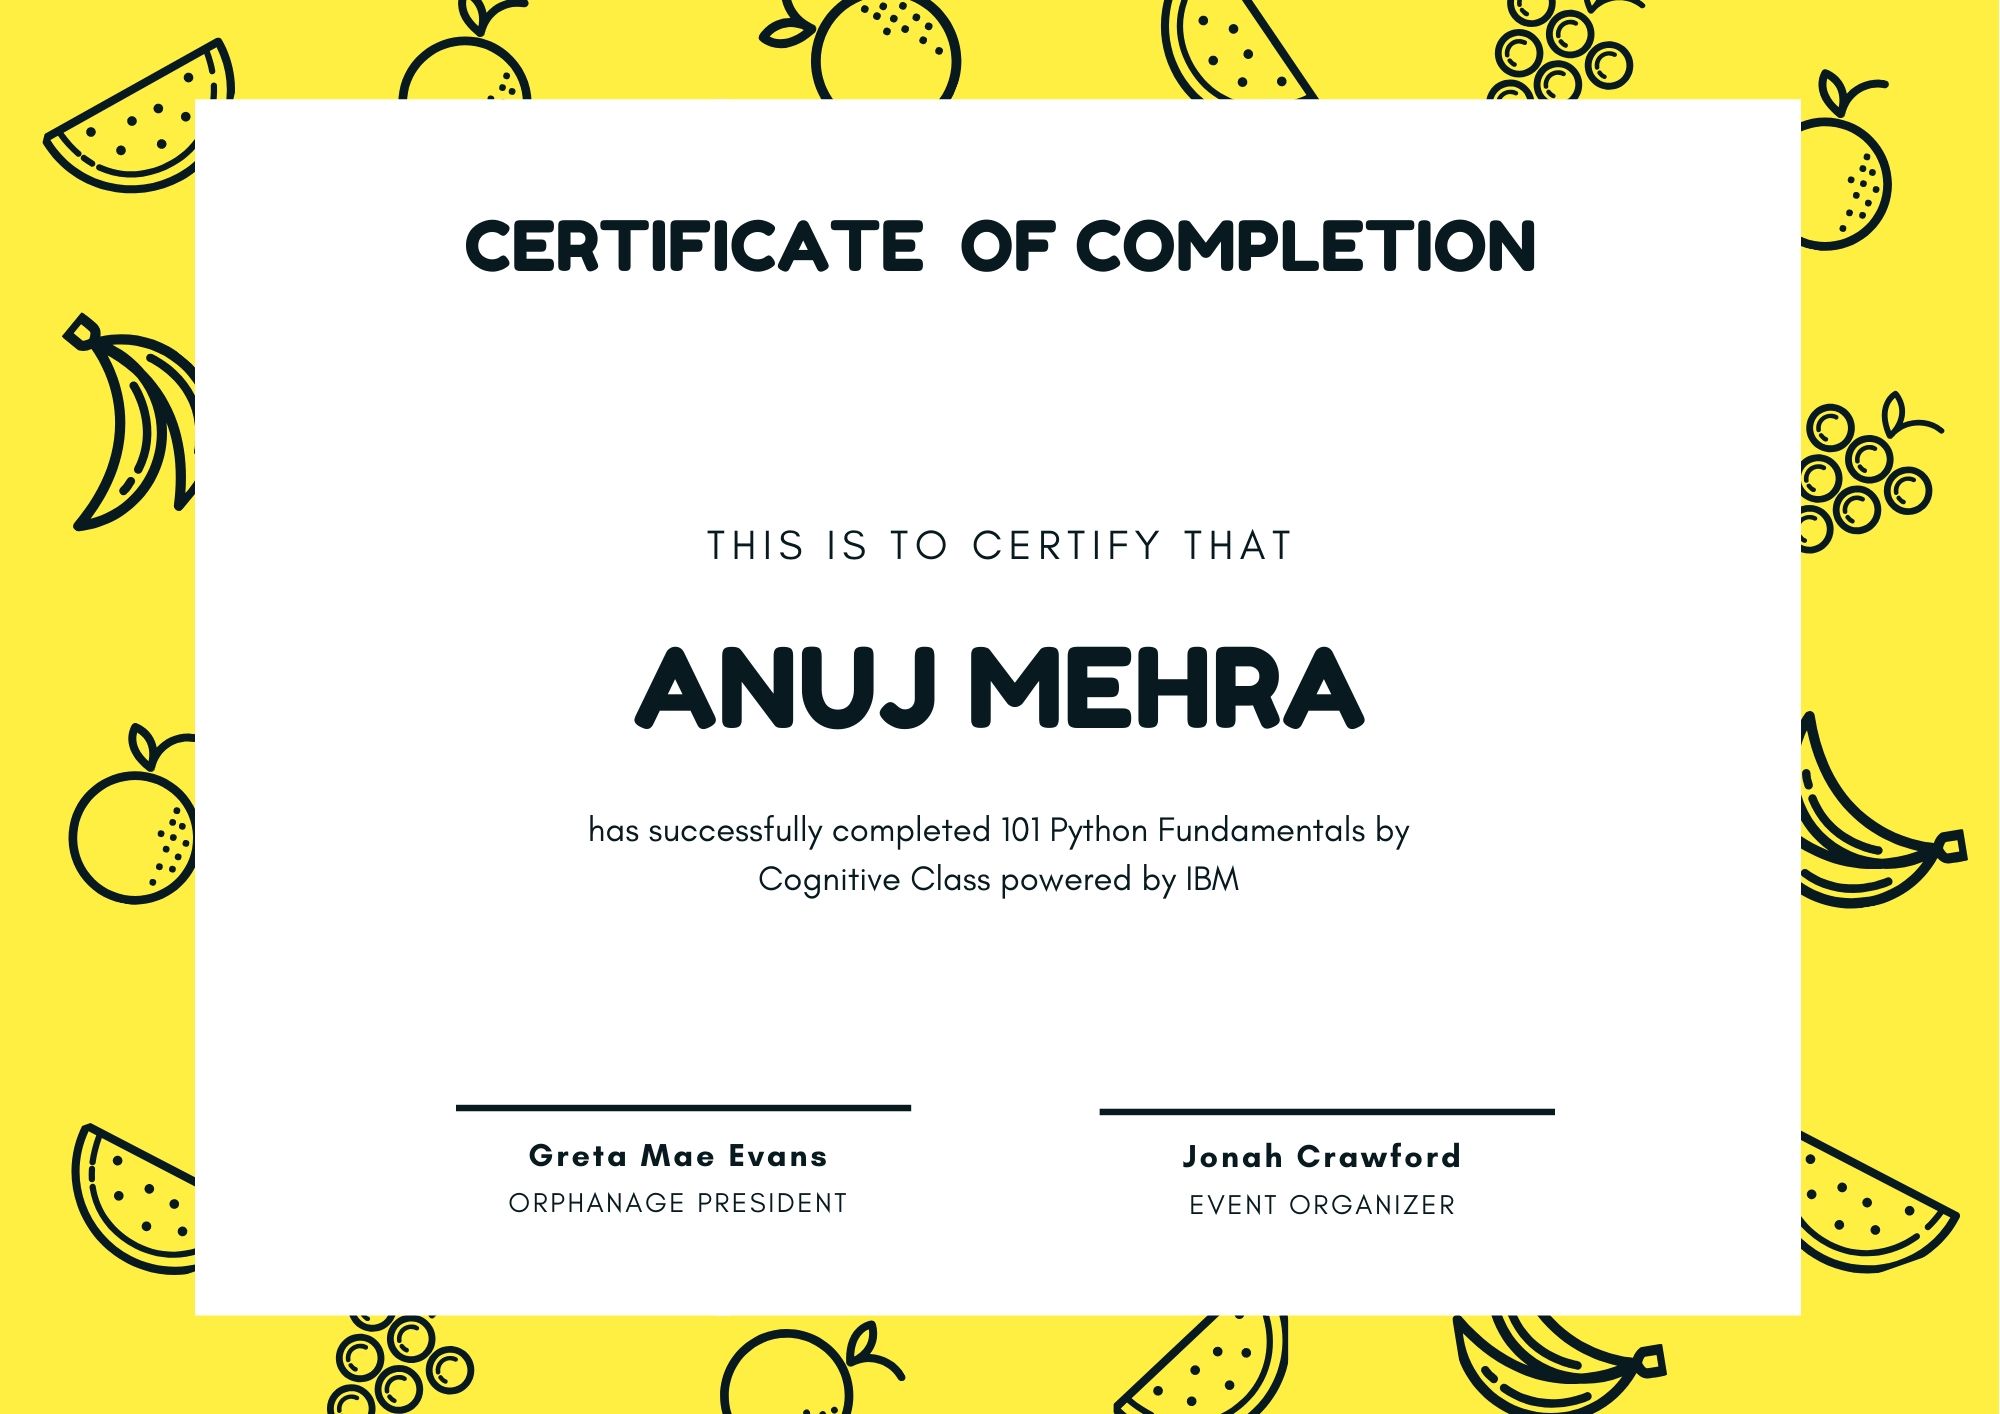 CERTIFICATE OF COMPLETION
THIS IS TO CERTIFY THAT
ANUJ MEHRA
has successfully completed 101 Python Fundamentals by
Cognitive Class powered by IBM
Greta Mae Evans
ORPHANAGE PRESIDENT
Jonah Crawford
EVENT ORGANIZER